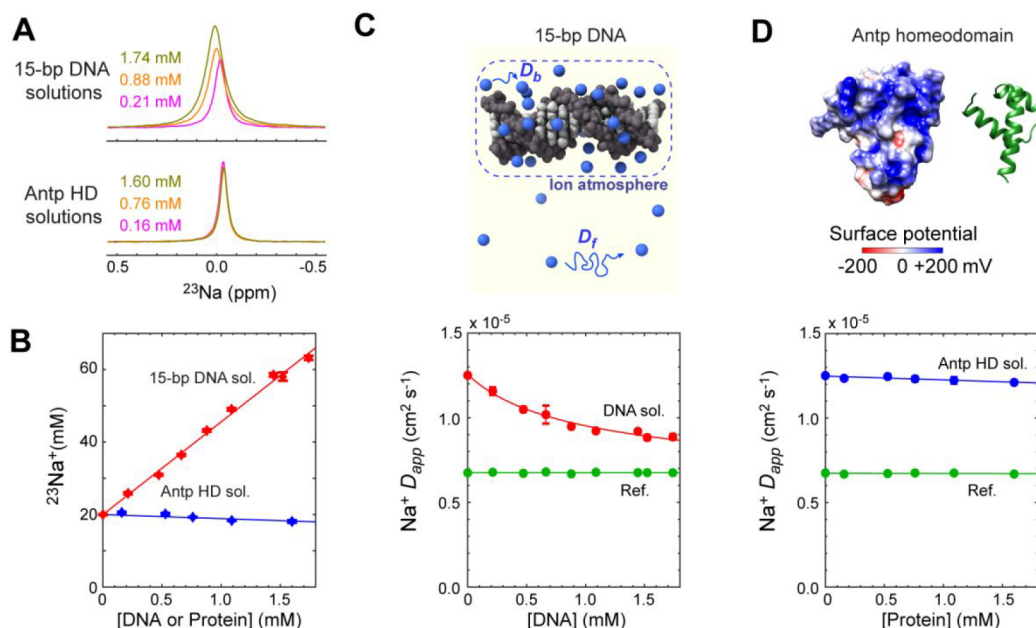 A
15-bp DNA
solutions
1.74 mM
0.88 mM
0.21 mM
Antp HD
solutions
1.60 mM
0.76 mM
0.16 mM
0.5 0.0 -0.5
²³Na (ppm)
B
²³Na⁺(mM)
60
40
20
0
15-bp DNA sol.
Antp HD sol.
0 0.5 1.0 1.5
[DNA or Protein] (mM)
C
15-bp DNA
D_b
Ion atmosphere
D_f
Na⁺ D_app (cm² s⁻¹)
1.5 x 10⁻⁵
1.0
0.5
0.0
DNA sol.
Ref.
0 0.5 1.0 1.5
[DNA] (mM)
D
Antp homeodomain
Surface potential
-200 0 +200 mV
Na⁺ D_app (cm² s⁻¹)
1.5 x 10⁻⁵
1.0
0.5
0.0
Antp HD sol.
Ref.
0 0.5 1.0 1.5
[Protein] (mM)